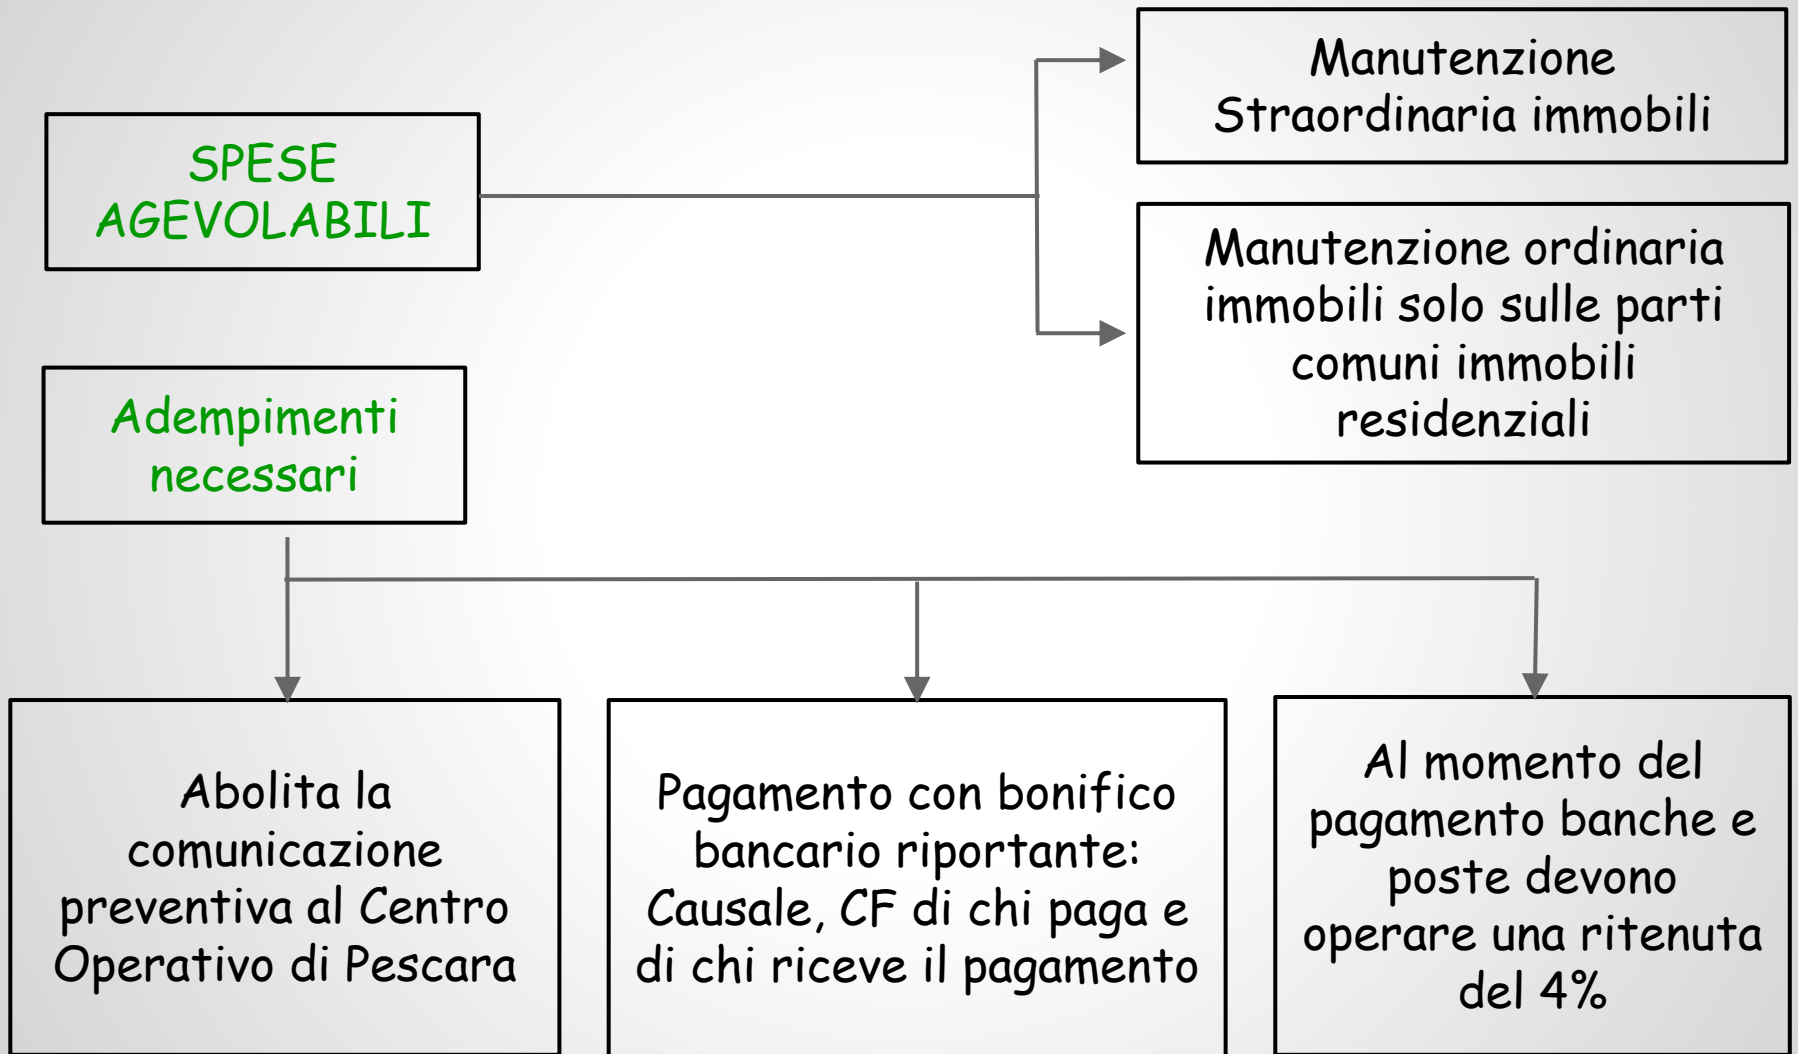 SPESE
AGEVOLABILI
Manutenzione
Straordinaria immobili
Manutenzione ordinaria
immobili solo sulle parti
comuni immobili
residenziali
Adempimenti
necessari
Abolita la
comunicazione
preventiva al Centro
Operativo di Pescara
Pagamento con bonifico
bancario riportante:
Causale, CF di chi paga e
di chi riceve il pagamento
Al momento del
pagamento banche e
poste devono
operare una ritenuta
del 4%